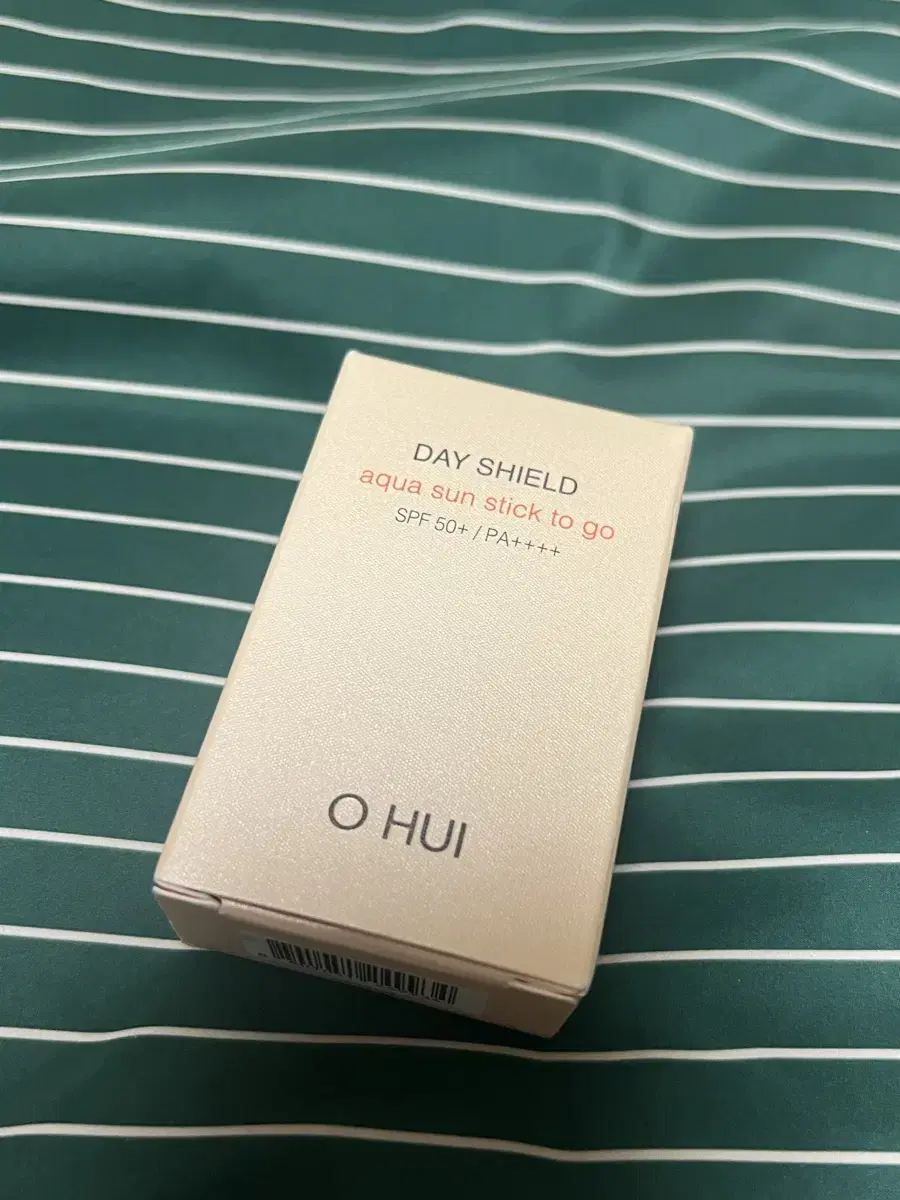 DAY SHIELD
aqua sun stick to go
SPF 50+ / PA++++
O HUI